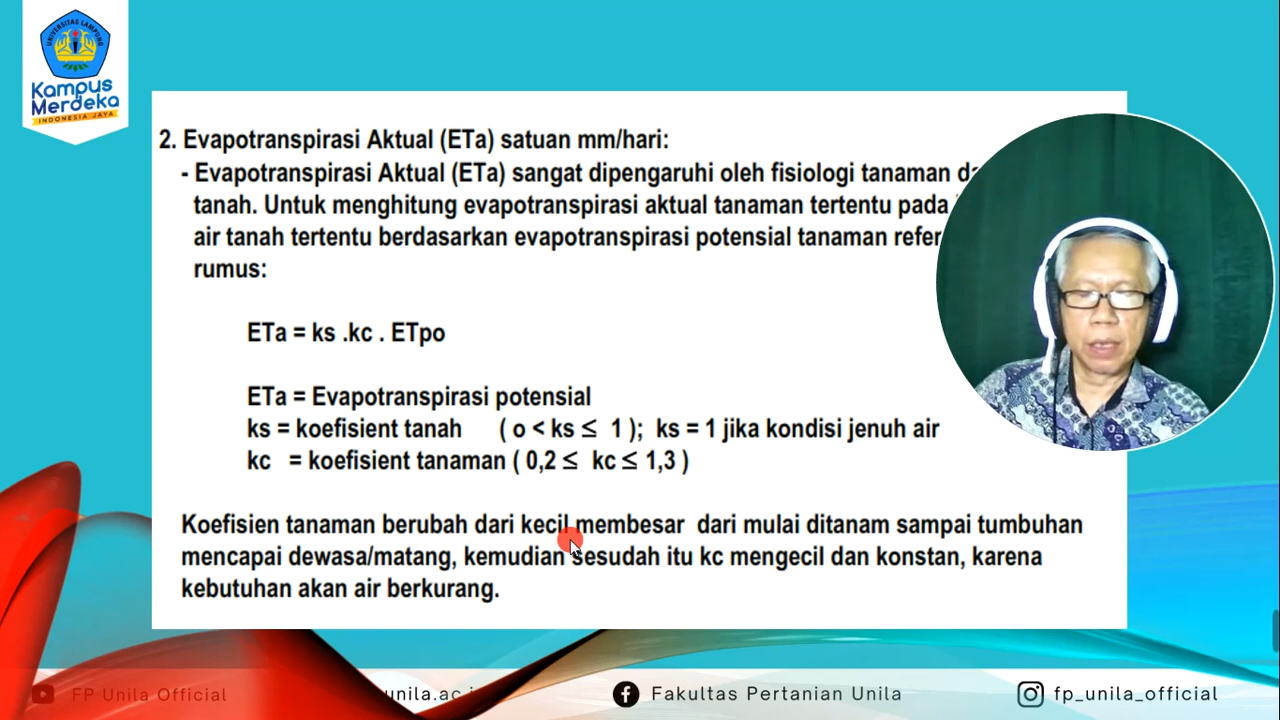 UNIVERSITAS LAMPUNG
Kampus
Merdeka
INDONESIA JAYA
2. Evapotranspirasi Aktual (ETa) satuan mm/hari:
- Evapotranspirasi Aktual (ETa) sangat dipengaruhi oleh fisiologi tanaman
tanah. Untuk menghitung evapotranspirasi aktual tanaman tertentu pada
air tanah tertentu berdasarkan evapotranspirasi potensial tanaman
rumus:
ETa = ks .kc . ETpo
ETa = Evapotranspirasi potensial
ks = koefisient tanah ( o < ks ≤ 1 ); ks = 1 jika kondisi jenuh air
kc = koefisient tanaman ( 0,2 ≤ kc ≤ 1,3 )
Koefisien tanaman berubah dari kecil membesar dari mulai ditanam sampai tumbuhan
mencapai dewasa/matang, kemudian sesudah itu kc mengecil dan konstan, karena
kebutuhan akan air berkurang.
FP Unila Official
Fakultas Pertanian Unila
fp_unila_official